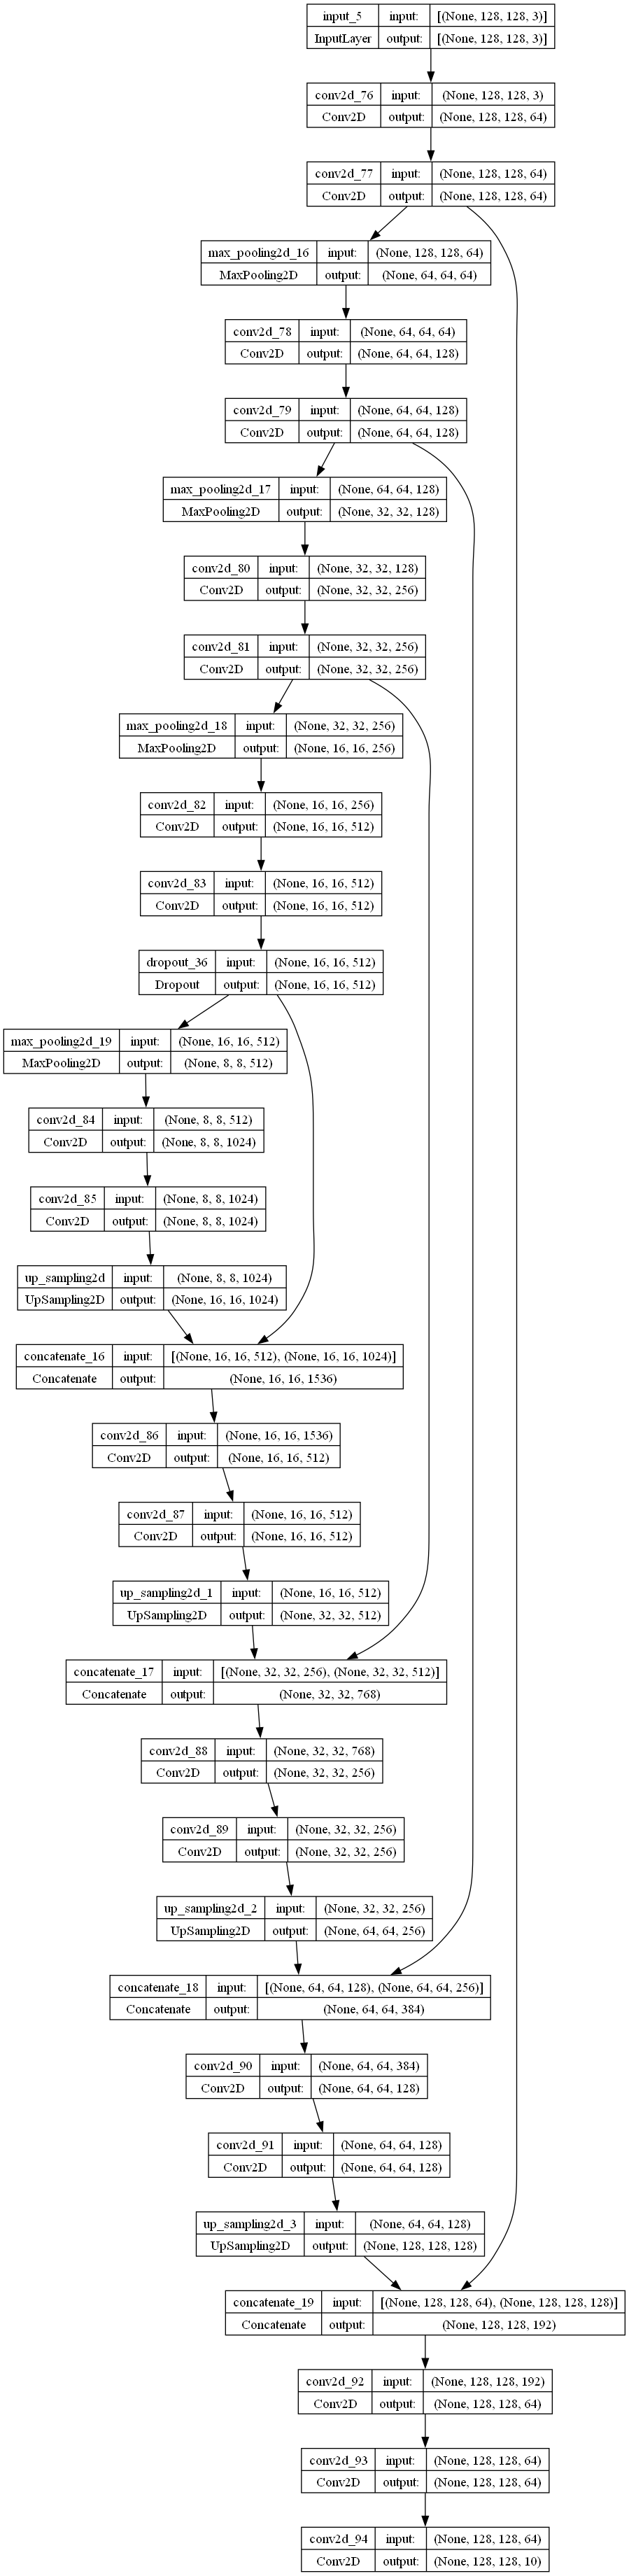 input_5 input: [(None, 128, 128, 3)]
InputLayer output: [(None, 128, 128, 3)]
conv2d_76 input: (None, 128, 128, 3)
Conv2D output: (None, 128, 128, 64)
conv2d_77 input: (None, 128, 128, 64)
Conv2D output: (None, 128, 128, 64)
max_pooling2d_16 input: (None, 128, 128, 64)
MaxPooling2D output: (None, 64, 64, 64)
conv2d_78 input: (None, 64, 64, 64)
Conv2D output: (None, 64, 64, 128)
conv2d_79 input: (None, 64, 64, 128)
Conv2D output: (None, 64, 64, 128)
max_pooling2d_17 input: (None, 64, 64, 128)
MaxPooling2D output: (None, 32, 32, 128)
conv2d_80 input: (None, 32, 32, 128)
Conv2D output: (None, 32, 32, 256)
conv2d_81 input: (None, 32, 32, 256)
Conv2D output: (None, 32, 32, 256)
max_pooling2d_18 input: (None, 32, 32, 256)
MaxPooling2D output: (None, 16, 16, 256)
conv2d_82 input: (None, 16, 16, 256)
Conv2D output: (None, 16, 16, 512)
conv2d_83 input: (None, 16, 16, 512)
Conv2D output: (None, 16, 16, 512)
dropout_36 input: (None, 16, 16, 512)
Dropout output: (None, 16, 16, 512)
max_pooling2d_19 input: (None, 16, 16, 512)
MaxPooling2D output: (None, 8, 8, 512)
conv2d_84 input: (None, 8, 8, 512)
Conv2D output: (None, 8, 8, 1024)
conv2d_85 input: (None, 8, 8, 1024)
Conv2D output: (None, 8, 8, 1024)
up_sampling2d input: (None, 8, 8, 1024)
UpSampling2D output: (None, 16, 16, 1024)
concatenate_16 input: [(None, 16, 16, 512), (None, 16, 16, 1024)]
Concatenate output: (None, 16, 16, 1536)
conv2d_86 input: (None, 16, 16, 1536)
Conv2D output: (None, 16, 16, 512)
conv2d_87 input: (None, 16, 16, 512)
Conv2D output: (None, 16, 16, 512)
up_sampling2d_1 input: (None, 16, 16, 512)
UpSampling2D output: (None, 32, 32, 512)
concatenate_17 input: [(None, 32, 32, 256), (None, 32, 32, 512)]
Concatenate output: (None, 32, 32, 768)
conv2d_88 input: (None, 32, 32, 768)
Conv2D output: (None, 32, 32, 256)
conv2d_89 input: (None, 32, 32, 256)
Conv2D output: (None, 32, 32, 256)
up_sampling2d_2 input: (None, 32, 32, 256)
UpSampling2D output: (None, 64, 64, 256)
concatenate_18 input: [(None, 64, 64, 128), (None, 64, 64, 256)]
Concatenate output: (None, 64, 64, 384)
conv2d_90 input: (None, 64, 64, 384)
Conv2D output: (None, 64, 64, 128)
conv2d_91 input: (None, 64, 64, 128)
Conv2D output: (None, 64, 64, 128)
up_sampling2d_3 input: (None, 64, 64, 128)
UpSampling2D output: (None, 128, 128, 128)
concatenate_19 input: [(None, 128, 128, 64), (None, 128, 128, 128)]
Concatenate output: (None, 128, 128, 192)
conv2d_92 input: (None, 128, 128, 192)
Conv2D output: (None, 128, 128, 64)
conv2d_93 input: (None, 128, 128, 64)
Conv2D output: (None, 128, 128, 64)
conv2d_94 input: (None, 128, 128, 64)
Conv2D output: (None, 128, 128, 10)